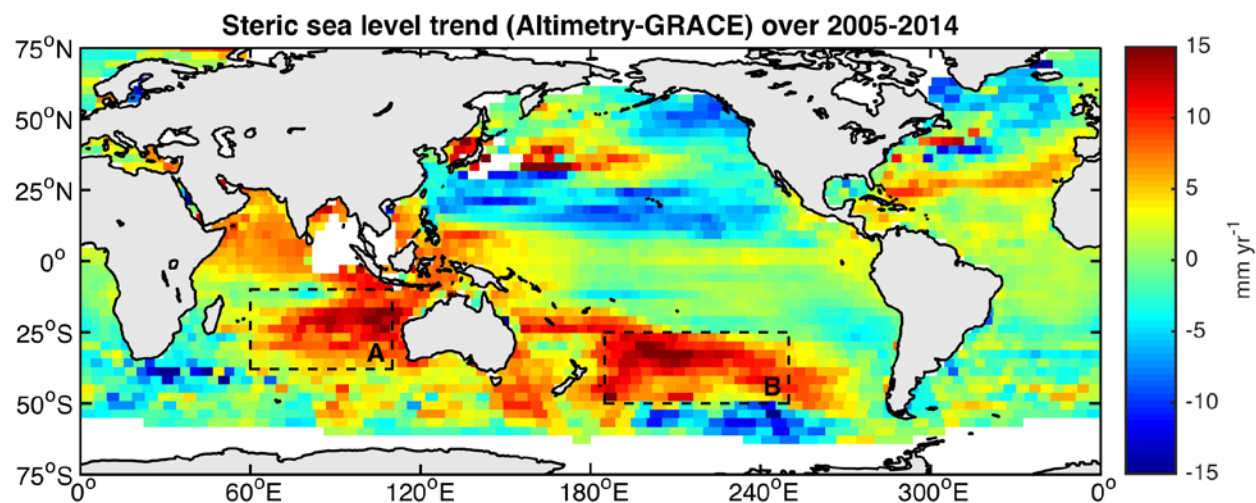 Steric sea level trend (Altimetry-GRACE) over 2005-2014
75°N
50°N
25°N
0°
25°S
50°S
75°S
A
B
0°
60°E
120°E
180°E
240°E
300°E
0°
15
10
5
0
-5
-10
-15
mm yr⁻¹